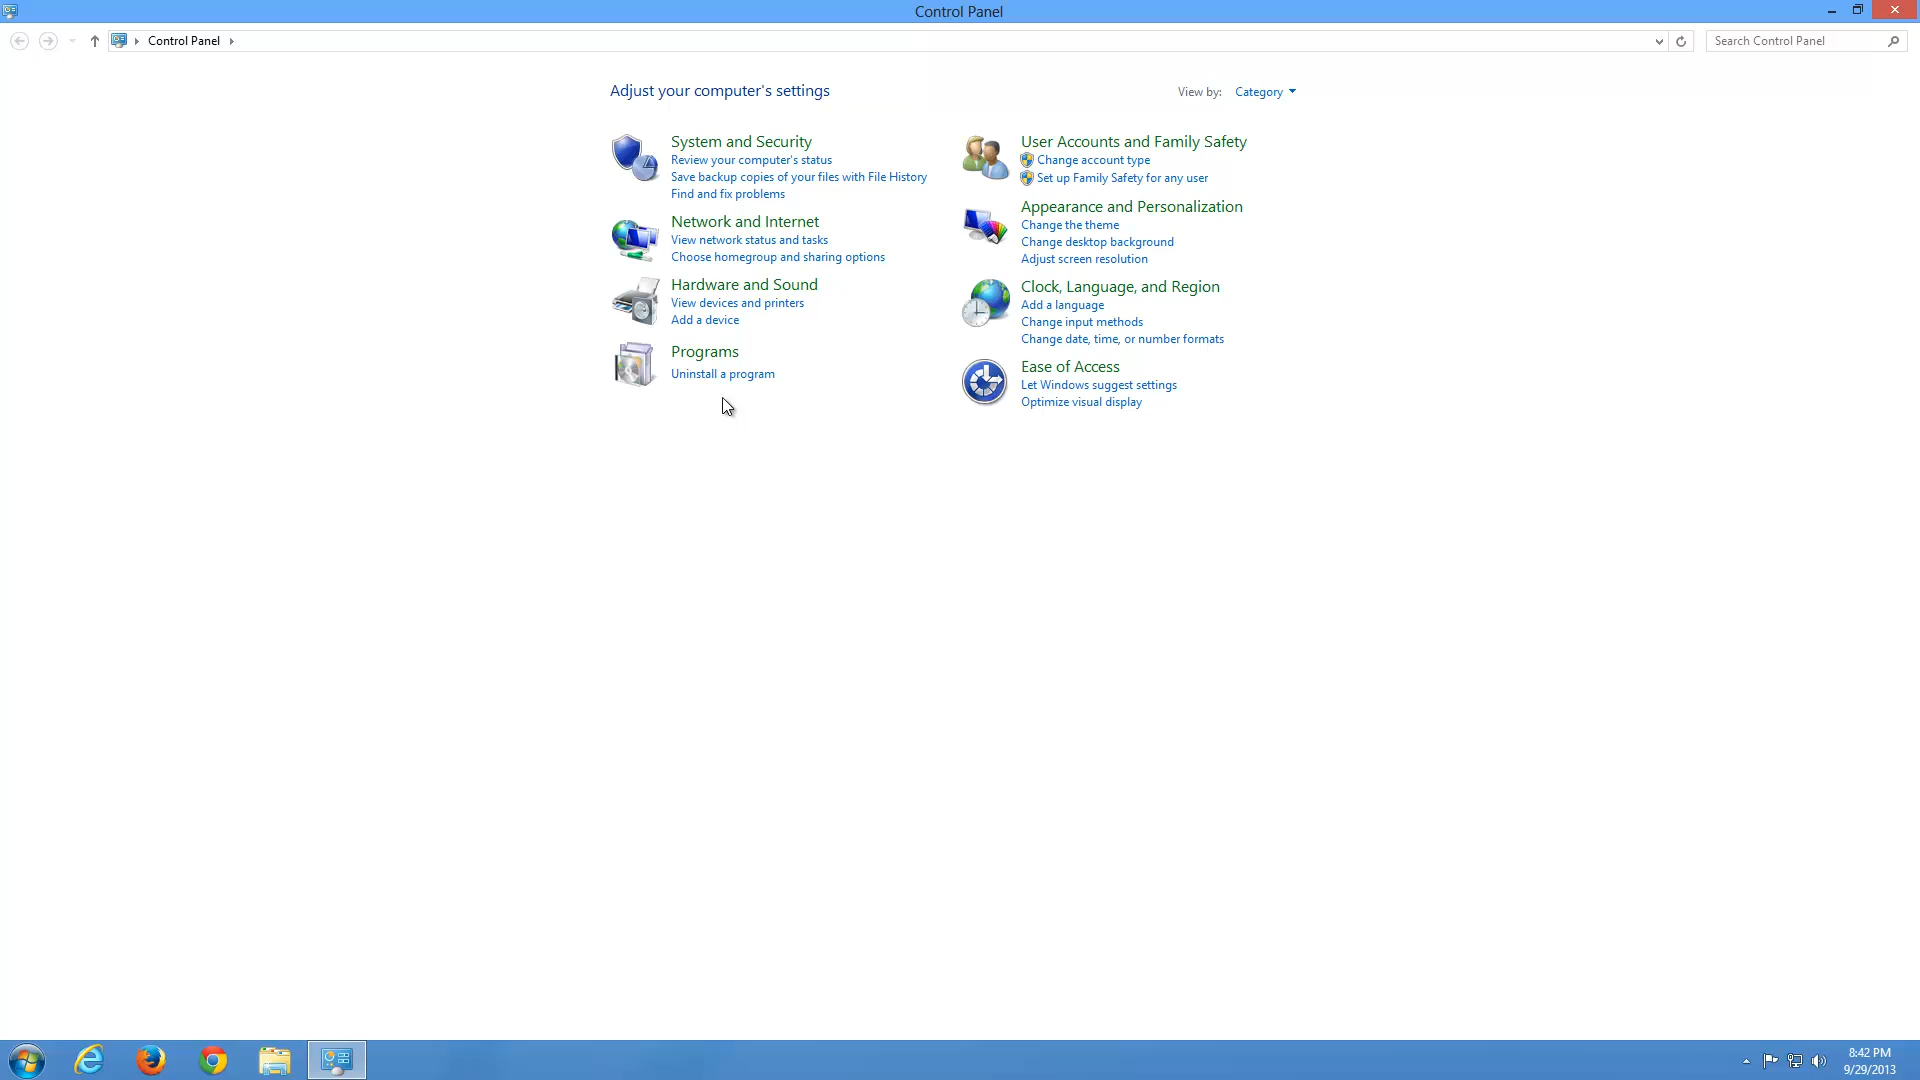 Control Panel
Control Panel
Search Control Panel
Adjust your computer's settings
View by: Category
System and Security
Review your computer's status
Save backup copies of your files with File History
Find and fix problems
Network and Internet
View network status and tasks
Choose homegroup and sharing options
Hardware and Sound
View devices and printers
Add a device
Programs
Uninstall a program
User Accounts and Family Safety
Change account type
Set up Family Safety for any user
Appearance and Personalization
Change the theme
Change desktop background
Adjust screen resolution
Clock, Language, and Region
Add a language
Change input methods
Change date, time, or number formats
Ease of Access
Let Windows suggest settings
Optimize visual display
8:42 PM
9/29/2013